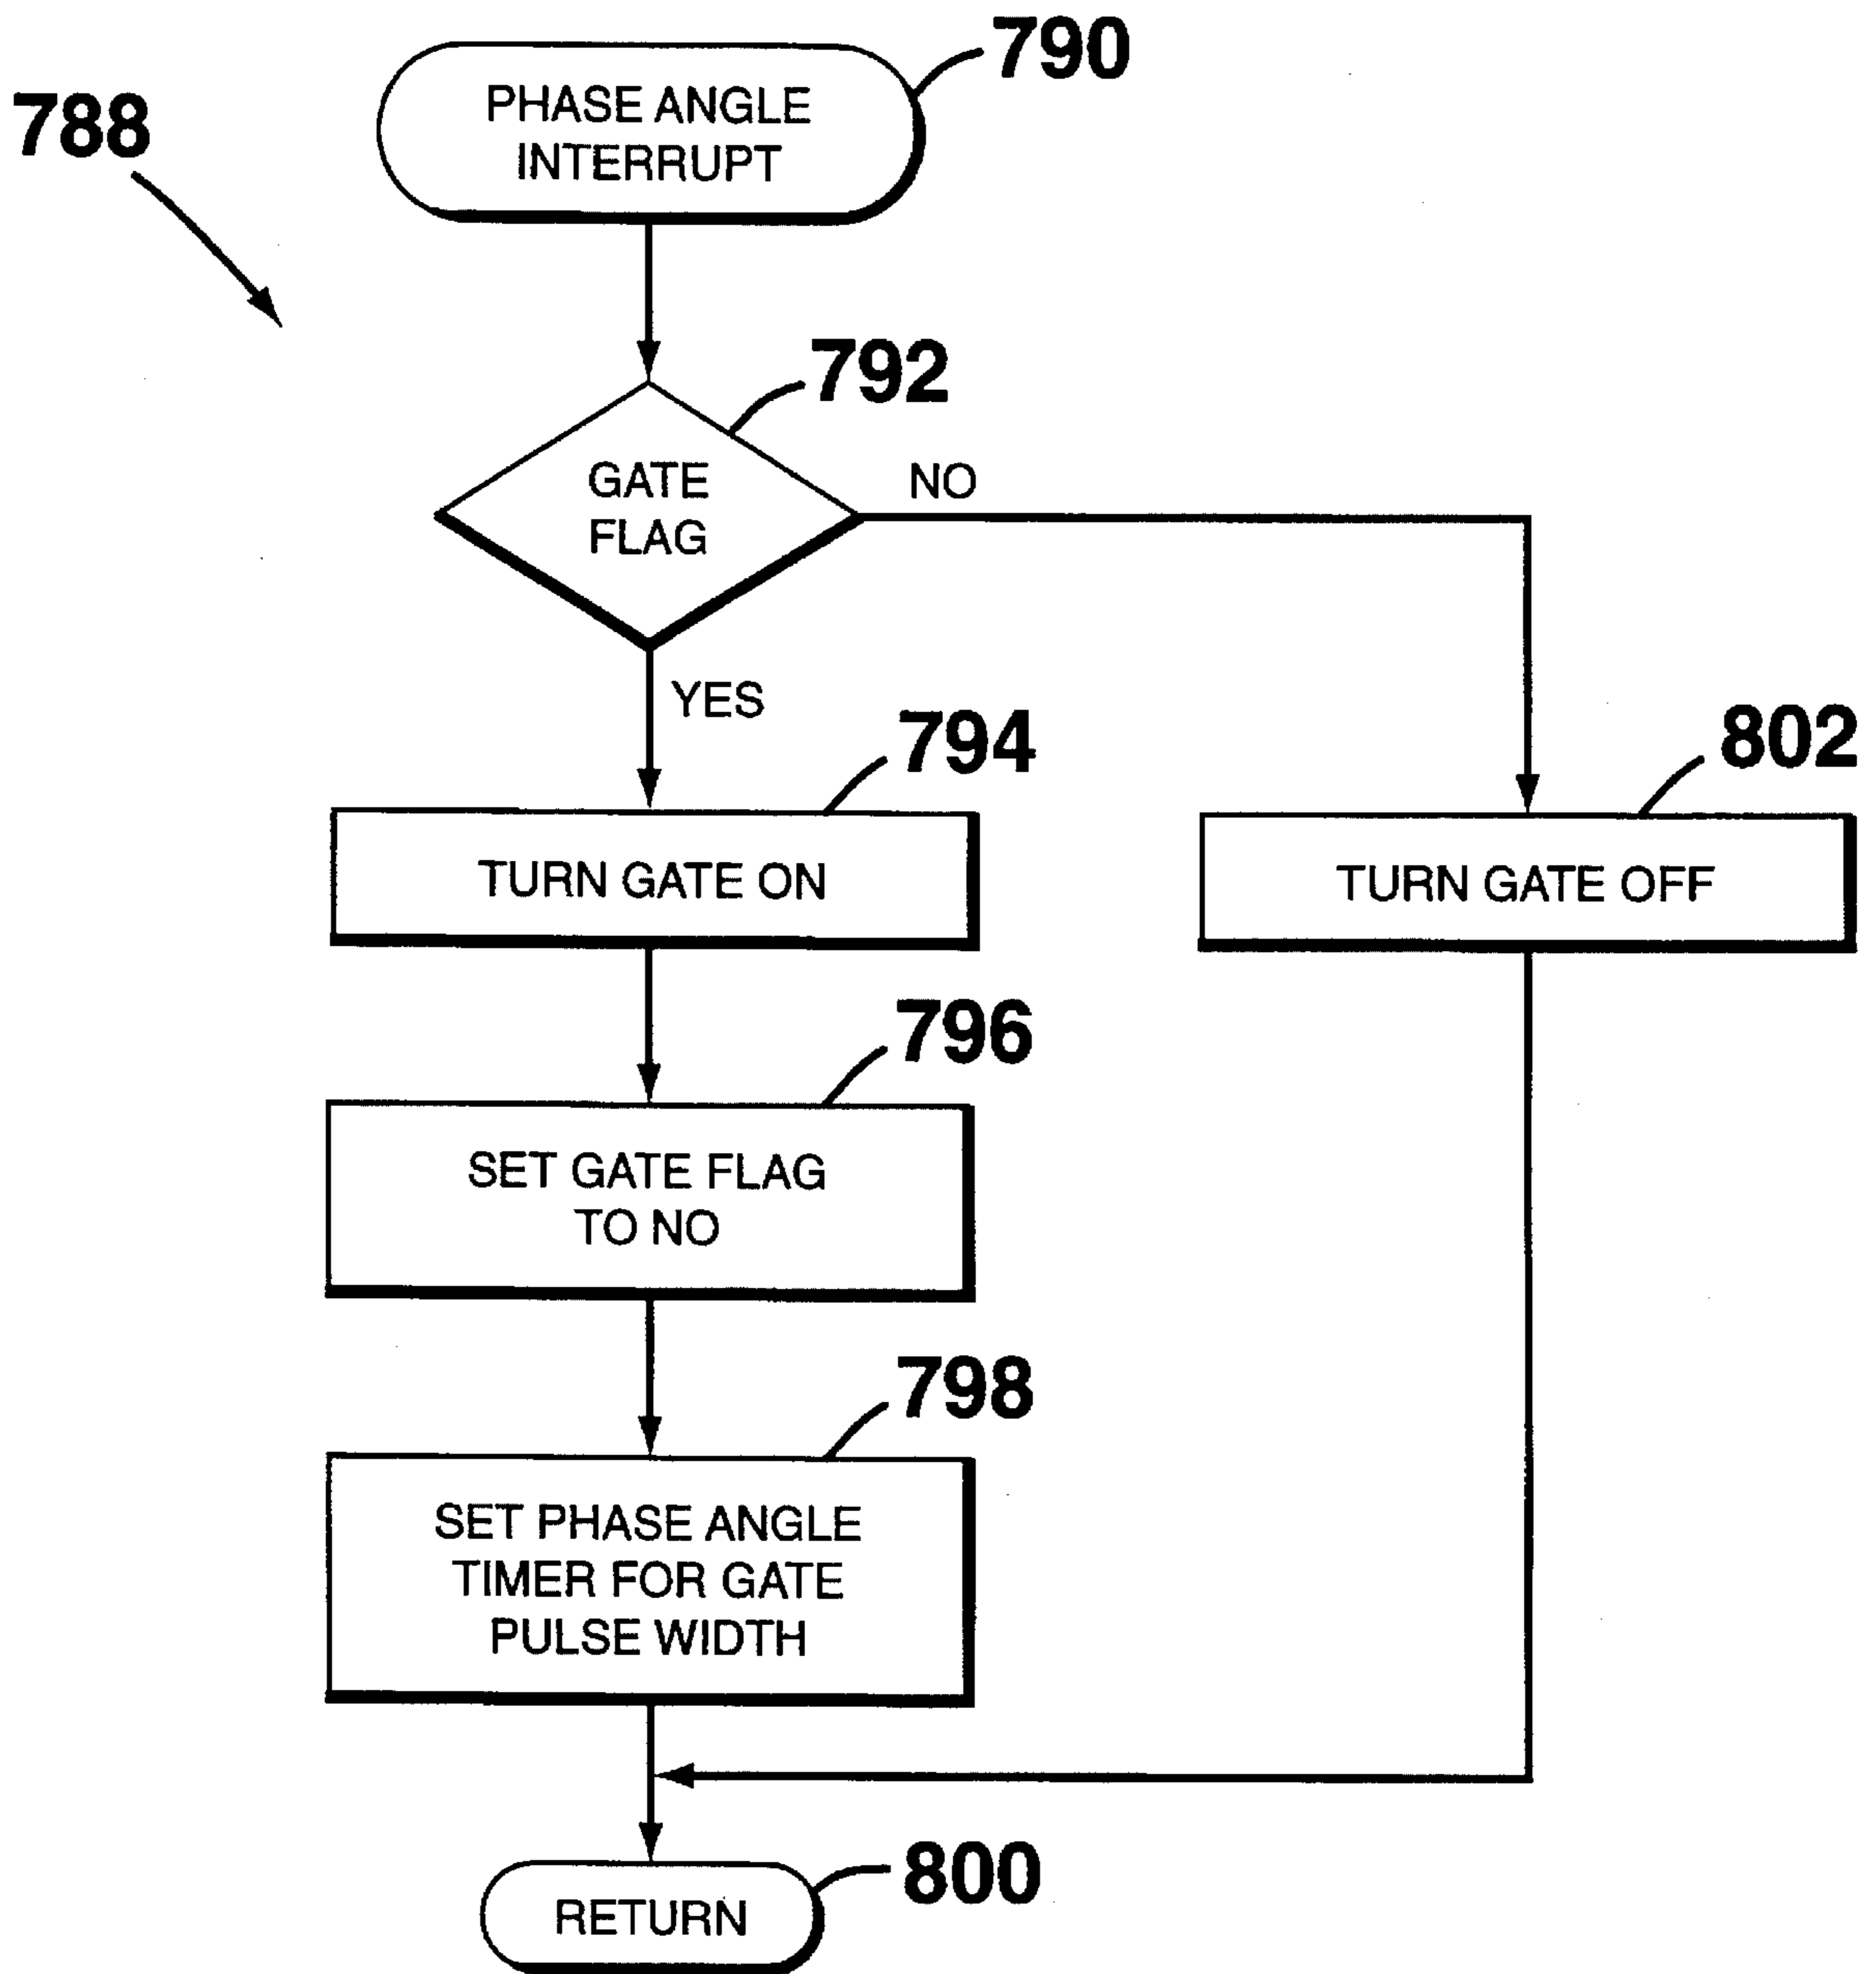 790
PHASE ANGLE
INTERRUPT
788
792
GATE
FLAG
NO
YES
794
TURN GATE ON
802
TURN GATE OFF
796
SET GATE FLAG
TO NO
798
SET PHASE ANGLE
TIMER FOR GATE
PULSE WIDTH
800
RETURN